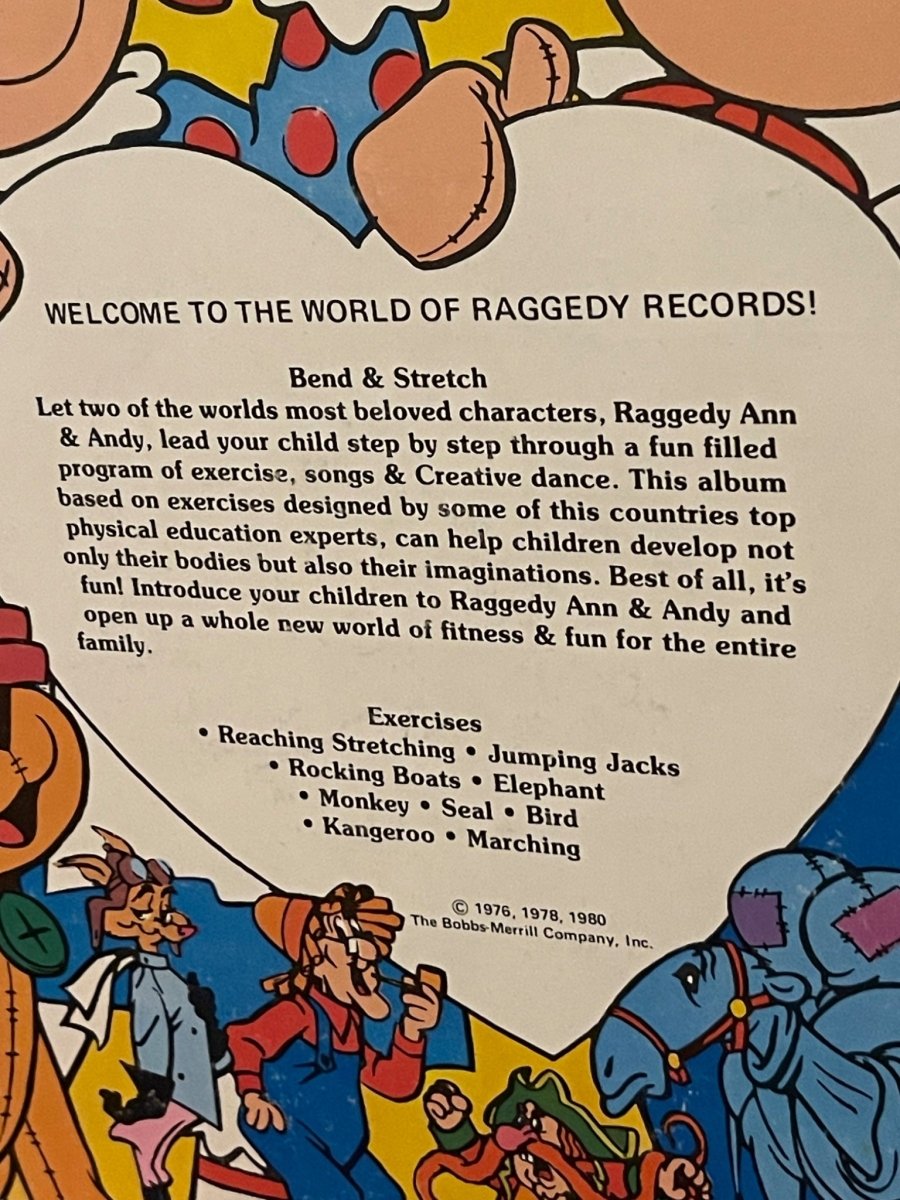 WELCOME TO THE WORLD OF RAGGEDY RECORDS!
Bend & Stretch
Let two of the worlds most beloved characters, Raggedy Ann
& Andy, lead your child step by step through a fun filled
program of exercise, songs & Creative dance. This album
based on exercises designed by some of this countries top
physical education experts, can help children develop not
only their bodies but also their imaginations. Best of all, it's
fun! Introduce your children to Raggedy Ann & Andy and
open up a whole new world of fitness & fun for the entire
family.
Exercises
• Reaching Stretching • Jumping Jacks
• Rocking Boats • Elephant
• Monkey • Seal • Bird
• Kangeroo • Marching
© 1976, 1978, 1980
The Bobbs-Merrill Company, Inc.